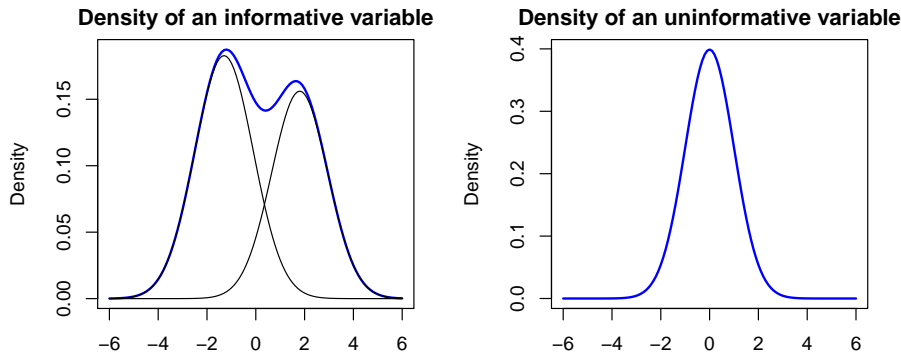 Density of an informative variable
Density
0.00 0.05 0.10 0.15
−6 −4 −2 0 2 4 6
Density of an uninformative variable
Density
0.0 0.1 0.2 0.3 0.4
−6 −4 −2 0 2 4 6